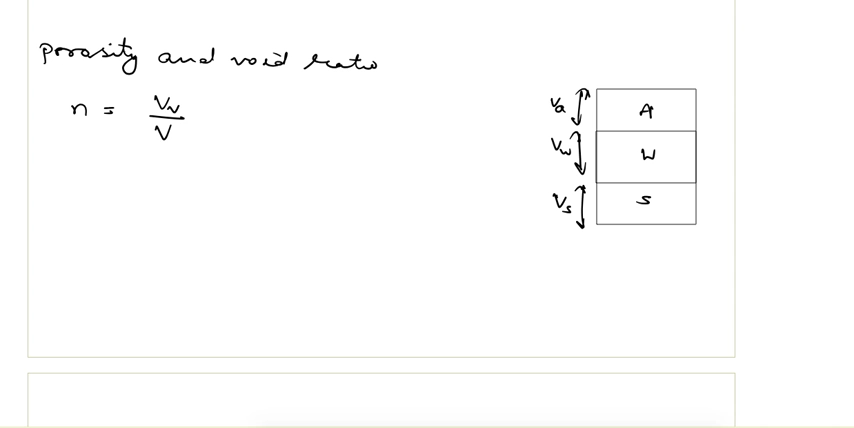 Porosity and void ratio
n = Vv / V
Va A
Vw W
Vs S